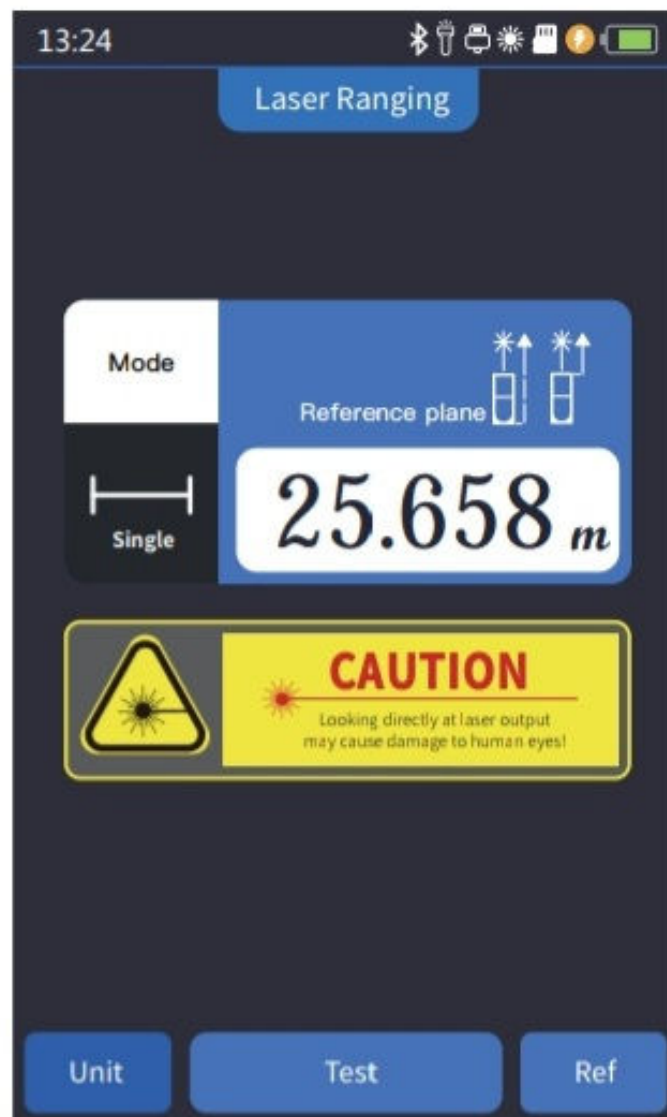 13:24
Laser Ranging
Mode
Reference plane
25.658 m
Single
CAUTION
Looking directly at laser output
may cause damage to human eyes!
Unit
Test
Ref